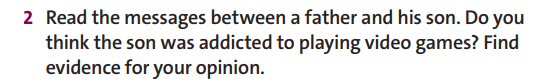 2 Read the messages between a father and his son. Do you
think the son was addicted to playing video games? Find
evidence for your opinion.